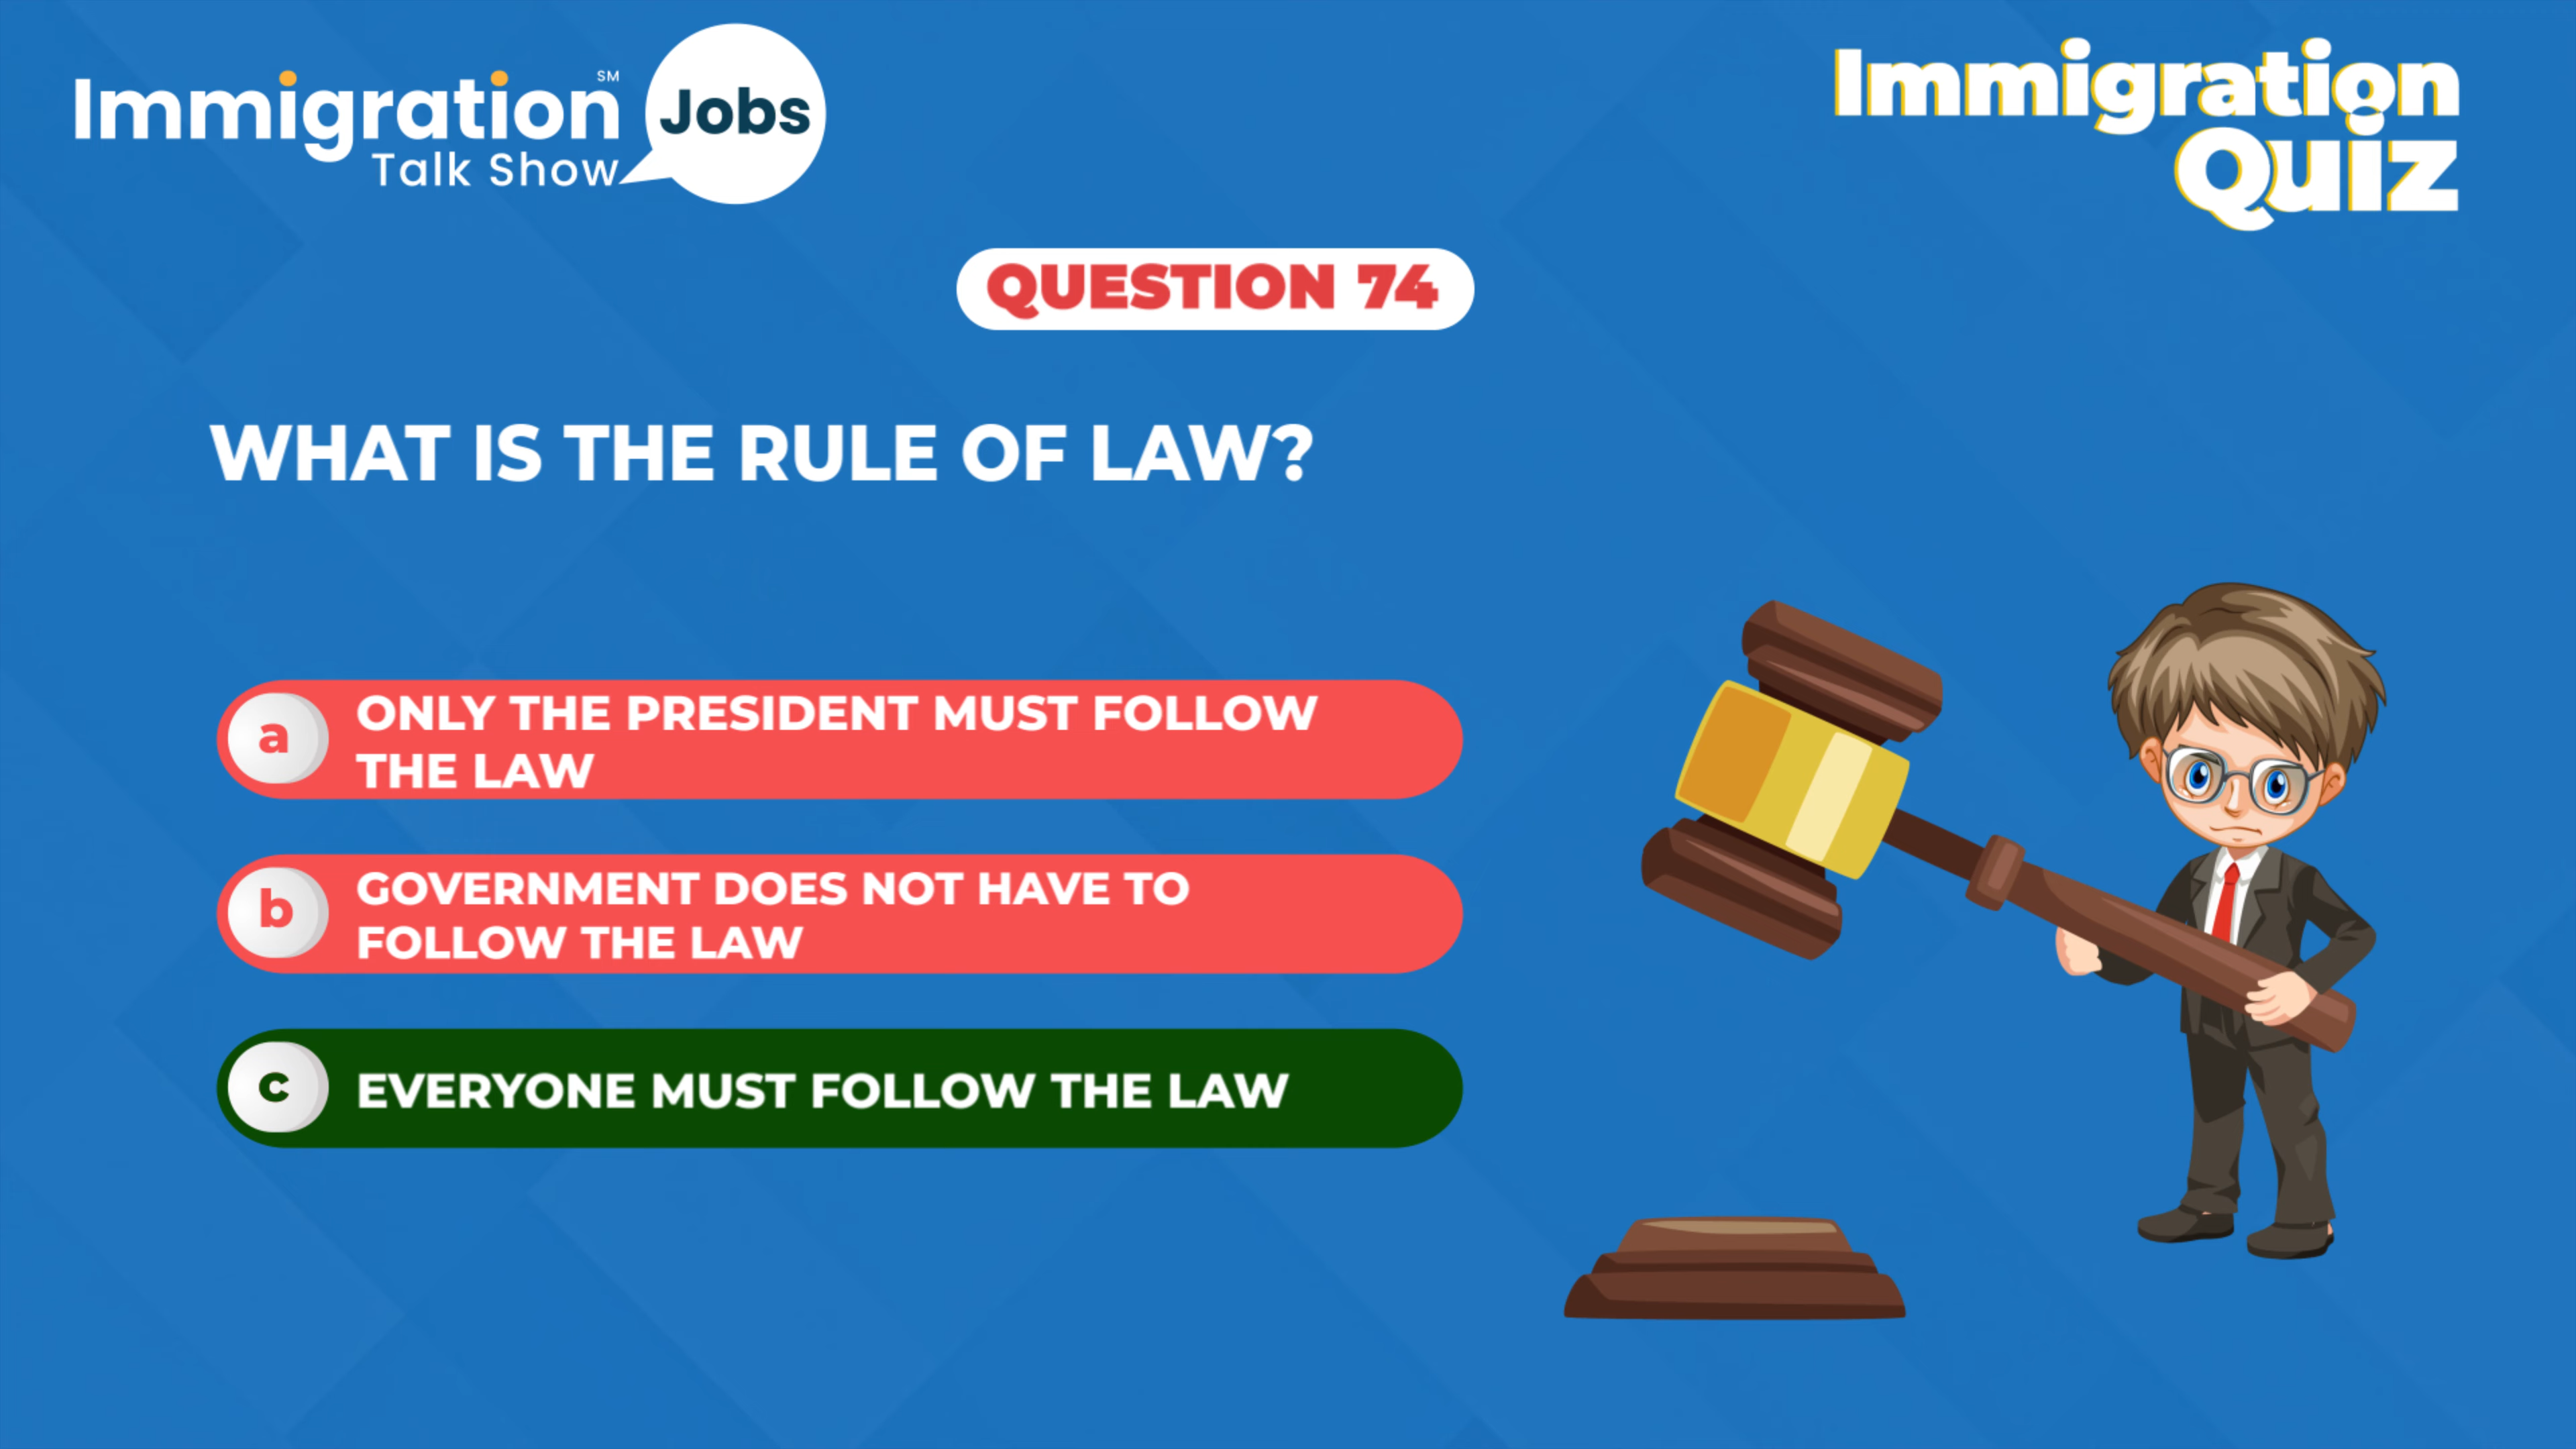 Immigration SM
Talk Show
Jobs
Immigration
Quiz
QUESTION 74
WHAT IS THE RULE OF LAW?
a ONLY THE PRESIDENT MUST FOLLOW
THE LAW
b GOVERNMENT DOES NOT HAVE TO
FOLLOW THE LAW
c EVERYONE MUST FOLLOW THE LAW